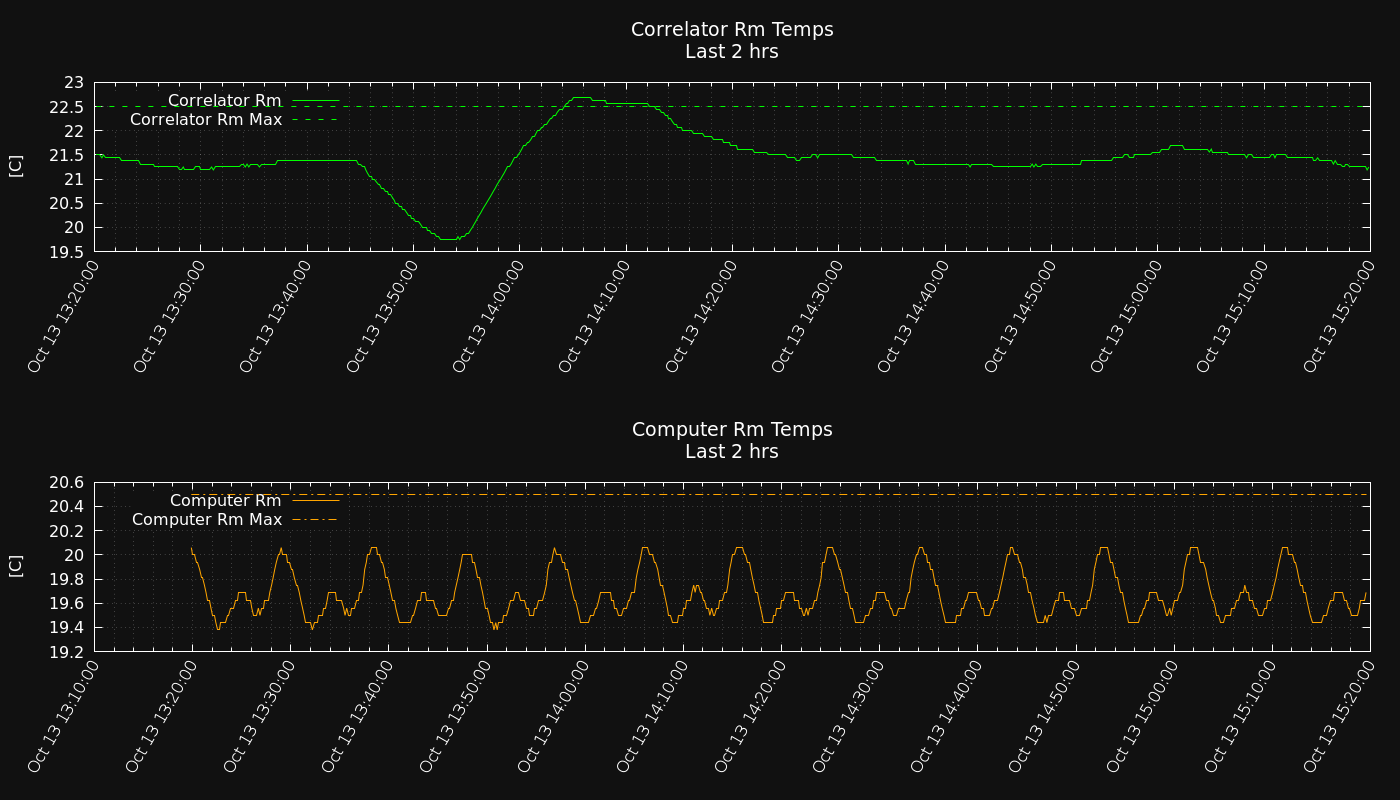 Correlator Rm Temps
Last 2 hrs
23
22.5
22
21.5
21
20.5
20
19.5
[C]
Correlator Rm
Correlator Rm Max
Oct 13 13:20:00
Oct 13 13:30:00
Oct 13 13:40:00
Oct 13 13:50:00
Oct 13 14:00:00
Oct 13 14:10:00
Oct 13 14:20:00
Oct 13 14:30:00
Oct 13 14:40:00
Oct 13 14:50:00
Oct 13 15:00:00
Oct 13 15:10:00
Oct 13 15:20:00
Computer Rm Temps
Last 2 hrs
20.6
20.4
20.2
20
19.8
19.6
19.4
19.2
[C]
Computer Rm
Computer Rm Max
Oct 13 13:10:00
Oct 13 13:20:00
Oct 13 13:30:00
Oct 13 13:40:00
Oct 13 13:50:00
Oct 13 14:00:00
Oct 13 14:10:00
Oct 13 14:20:00
Oct 13 14:30:00
Oct 13 14:40:00
Oct 13 14:50:00
Oct 13 15:00:00
Oct 13 15:10:00
Oct 13 15:20:00